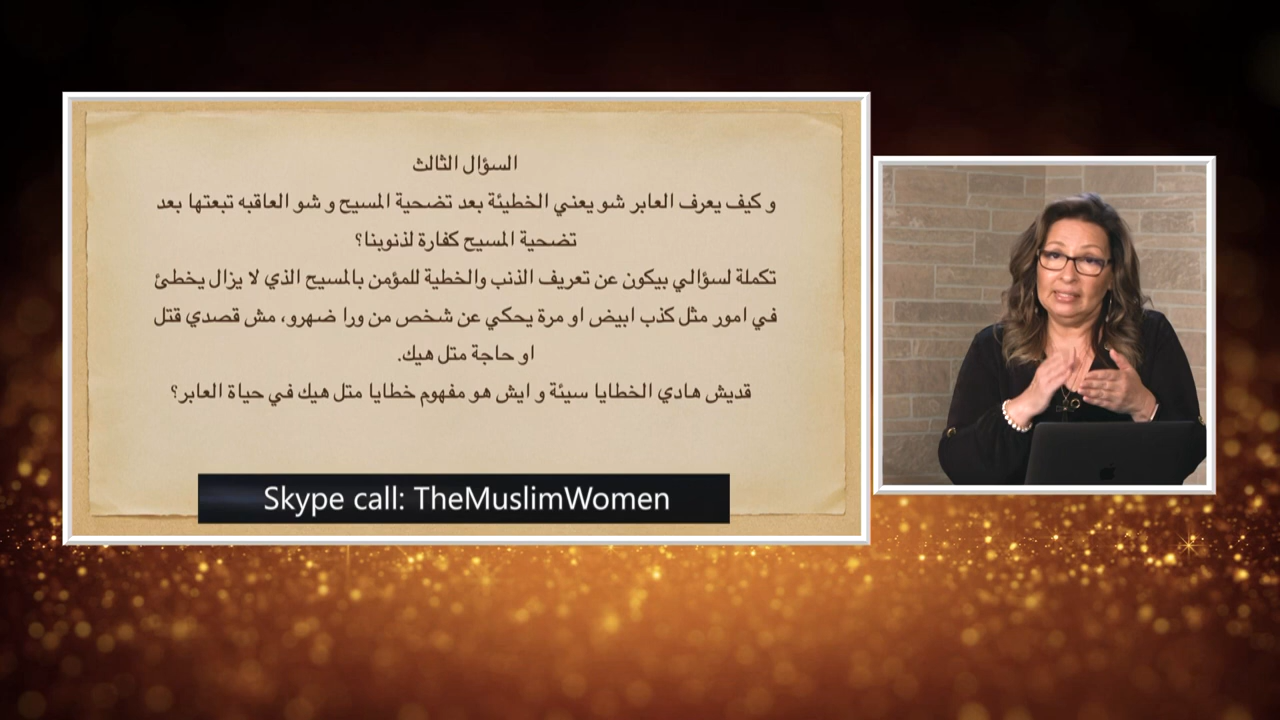 السؤال الثالث
و كيف يعرف العابر شو يعني الخطيئة بعد تضحية المسيح و شو العاقبه تبعتها بعد
تضحية المسيح كفارة لذنوبنا؟
تكملة لسؤالي بيكون عن تعريف الذنب والخطية للمؤمن بالمسيح الذي لا يزال يخطئ
في امور مثل كذب ابيض او مرة يحكي عن شخص من ورا ضهرو، مش قصدي قتل
او حاجة متل هيك.
قديش هادي الخطايا سيئة و ايش هو مفهوم خطايا متل هيك في حياة العابر؟
Skype call: TheMuslimWomen